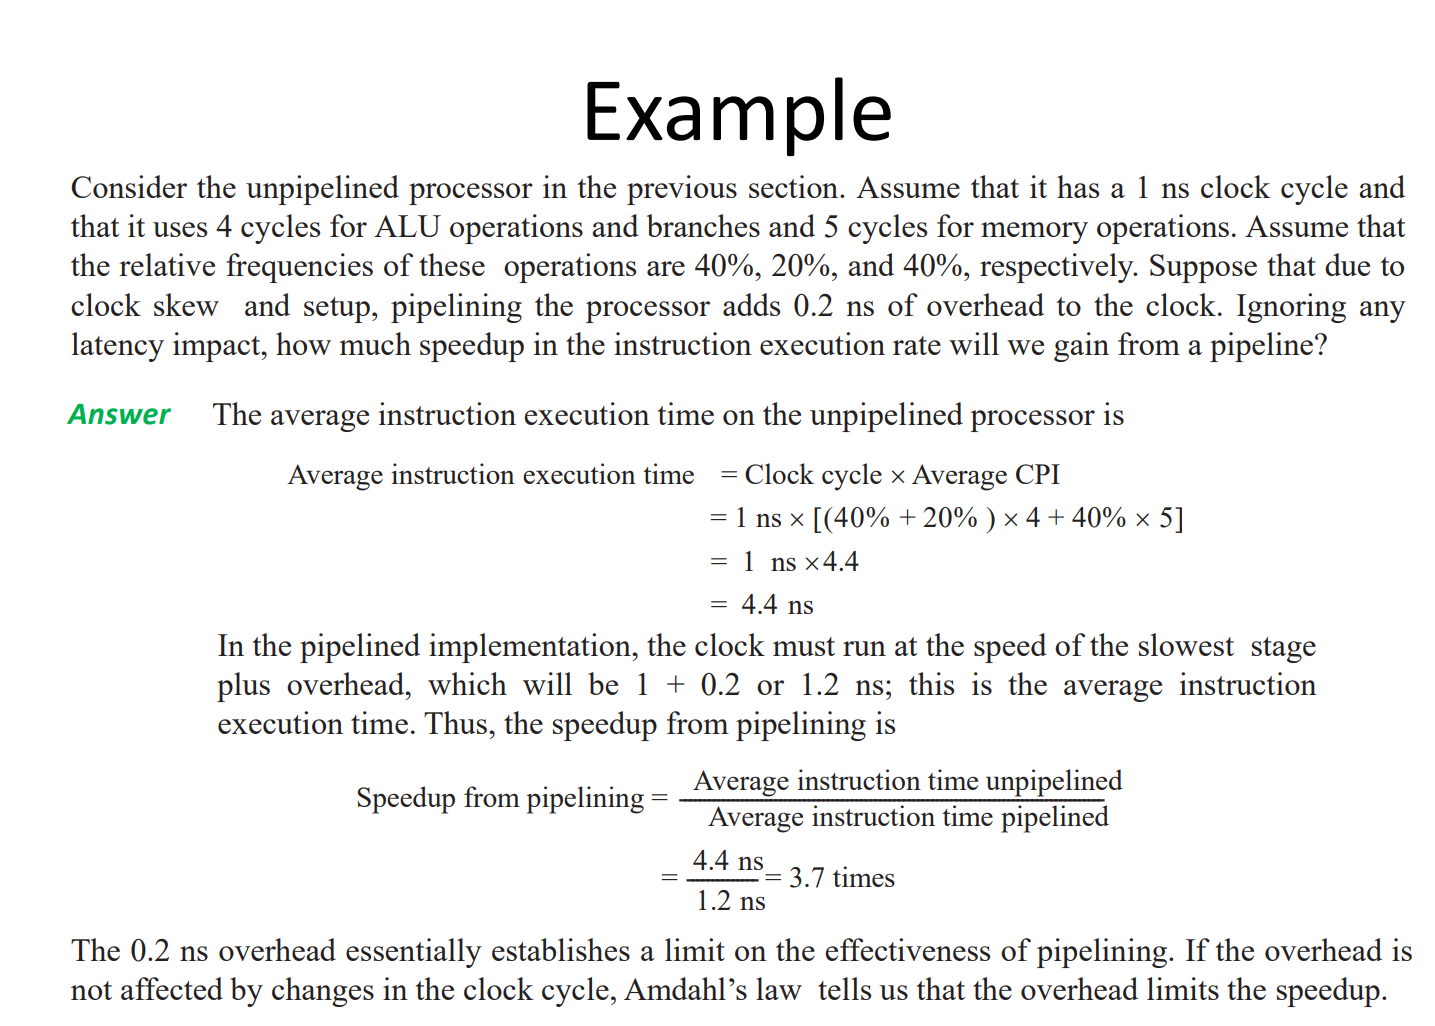 Example
Consider the unpipelined processor in the previous section. Assume that it has a 1 ns clock cycle and
that it uses 4 cycles for ALU operations and branches and 5 cycles for memory operations. Assume that
the relative frequencies of these operations are 40%, 20%, and 40%, respectively. Suppose that due to
clock skew and setup, pipelining the processor adds 0.2 ns of overhead to the clock. Ignoring any
latency impact, how much speedup in the instruction execution rate will we gain from a pipeline?
Answer The average instruction execution time on the unpipelined processor is
Average instruction execution time = Clock cycle × Average CPI
= 1 ns × [(40% + 20% ) × 4 + 40% × 5]
= 1 ns ×4.4
= 4.4 ns
In the pipelined implementation, the clock must run at the speed of the slowest stage
plus overhead, which will be 1 + 0.2 or 1.2 ns; this is the average instruction
execution time. Thus, the speedup from pipelining is
Average instruction time unpipelined
Speedup from pipelining =
Average instruction time pipelined
4.4 ns
= = 3.7 times
1.2 ns
The 0.2 ns overhead essentially establishes a limit on the effectiveness of pipelining. If the overhead is
not affected by changes in the clock cycle, Amdahl’s law tells us that the overhead limits the speedup.